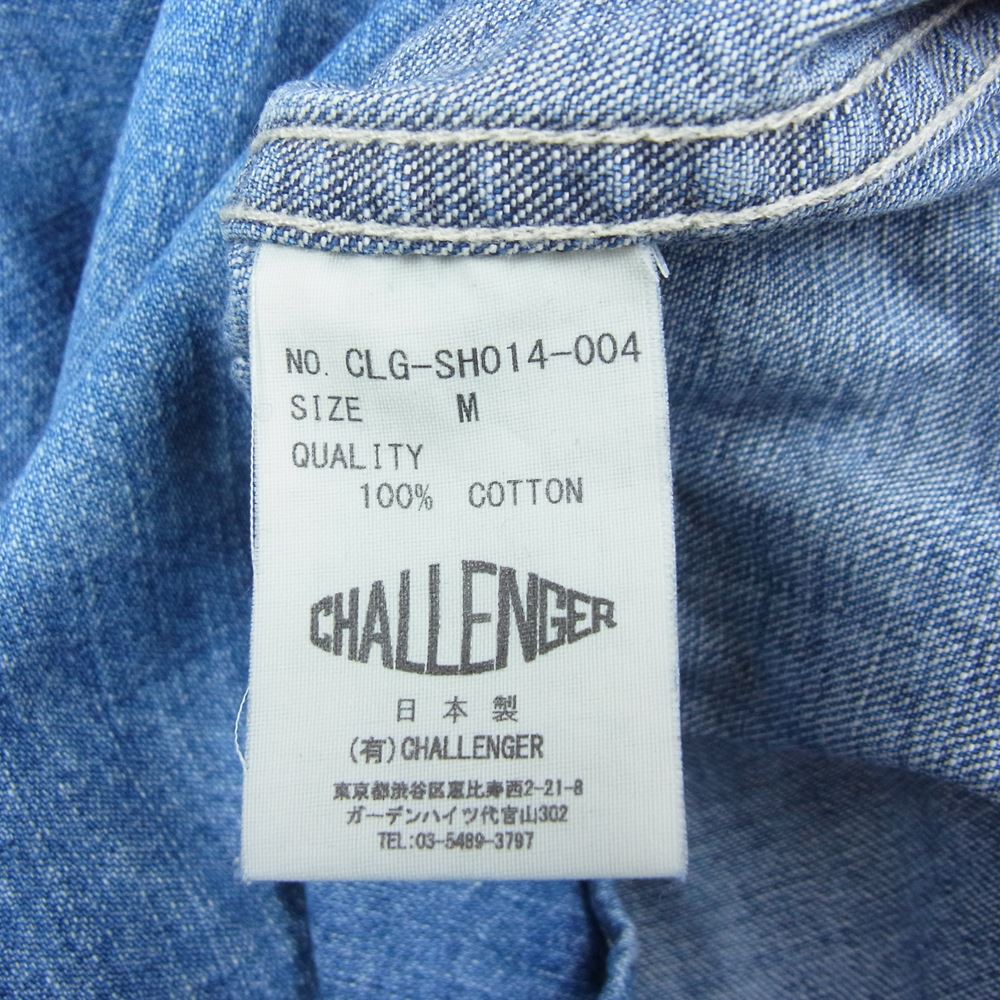 NO. CLG-SH014-004
SIZE M
QUALITY
100% COTTON
CHALLENGER
日本製
(有)CHALLENGER
東京都渋谷区恵比寿西2-21-8
ガーデンハイツ代官山302
TEL:03-5489-3797